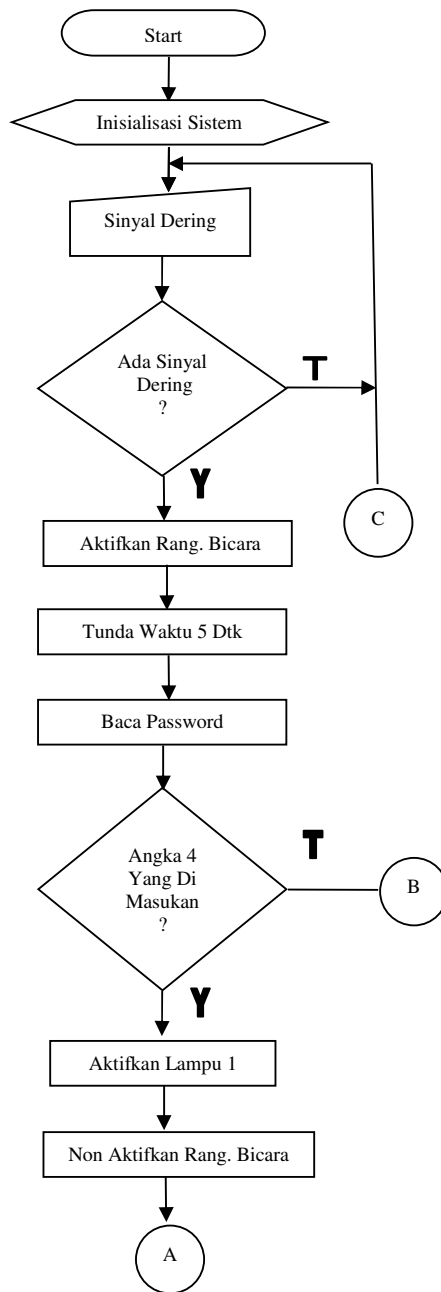 Start
Inisialisasi Sistem
Sinyal Dering
Ada Sinyal
Dering
?
T
Y
C
Aktifkan Rang. Bicara
Tunda Waktu 5 Dtk
Baca Password
Angka 4
Yang Di
Masukan
?
T
B
Y
Aktifkan Lampu 1
Non Aktifkan Rang. Bicara
A